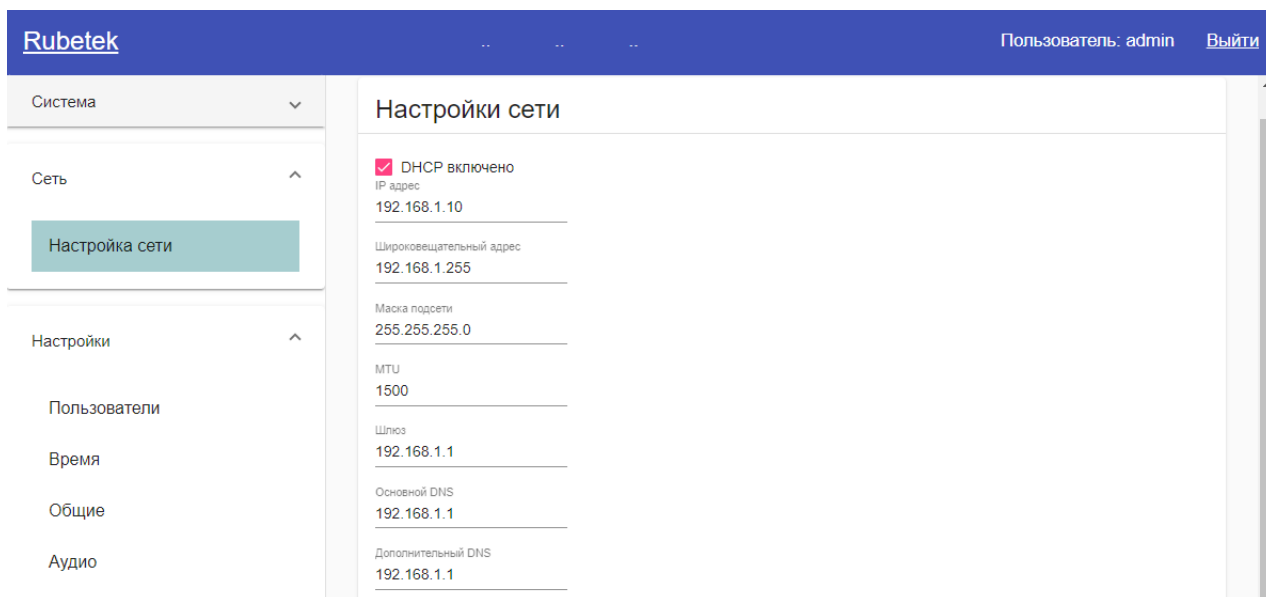 Rubetek
.. .. ..
Пользователь: admin
Выйти
Система
Сеть
Настройка сети
Настройки
Пользователи
Время
Общие
Аудио
Настройки сети
DHCP включено
IP адрес
192.168.1.10
Широковещательный адрес
192.168.1.255
Маска подсети
255.255.255.0
MTU
1500
Шлюз
192.168.1.1
Основной DNS
192.168.1.1
Дополнительный DNS
192.168.1.1